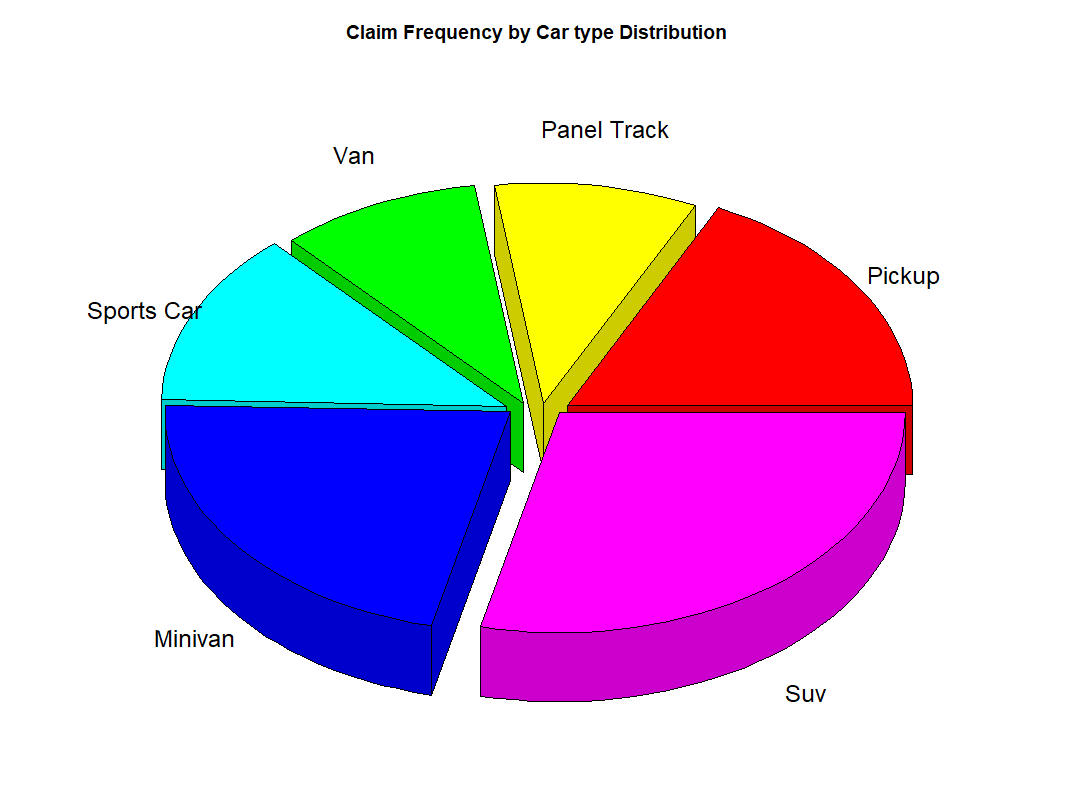 Claim Frequency by Car type Distribution
Panel Track
Van
Pickup
Sports Car
Minivan
Suv